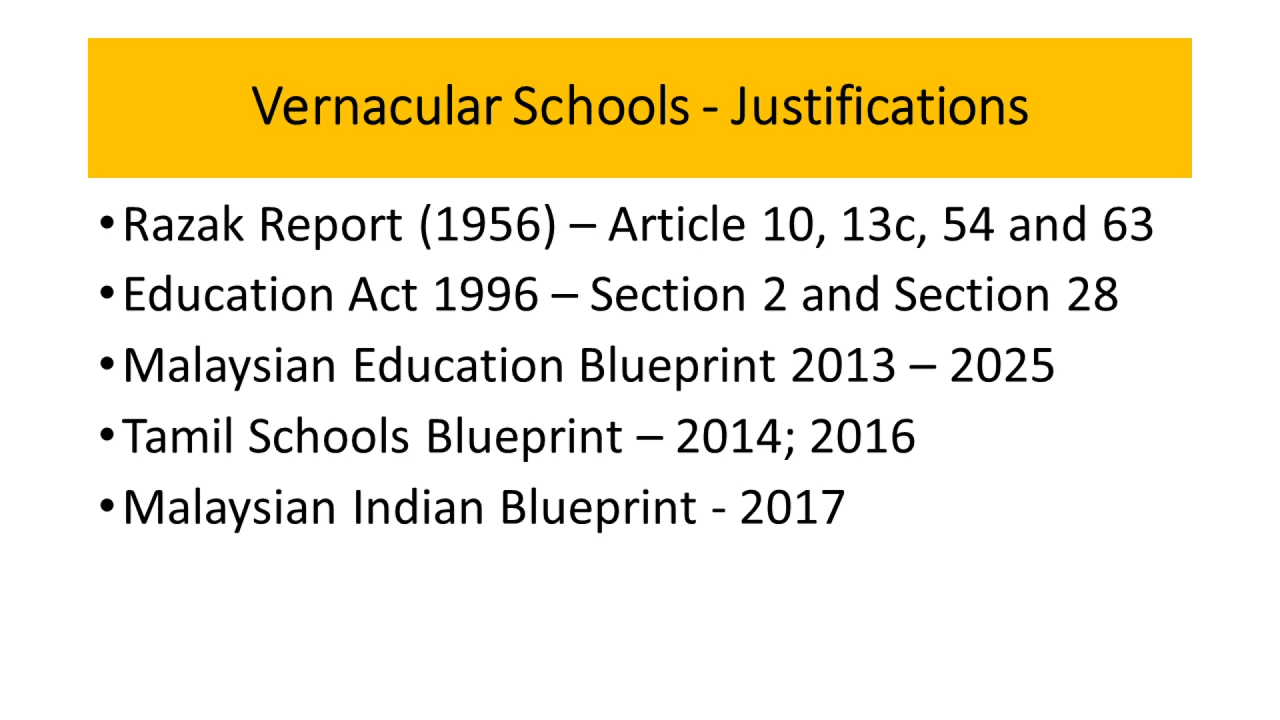 Vernacular Schools - Justifications
•Razak Report (1956) – Article 10, 13c, 54 and 63
•Education Act 1996 – Section 2 and Section 28
•Malaysian Education Blueprint 2013 – 2025
•Tamil Schools Blueprint – 2014; 2016
•Malaysian Indian Blueprint - 2017